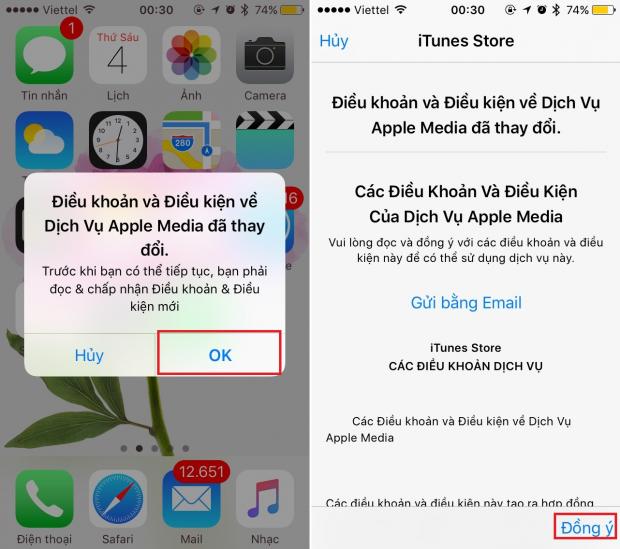 Viettel 00:30 74%
1
Thứ Sáu
4
Tin nhắn Lịch Ảnh Camera
280
16
Điều khoản và Điều kiện về
Dịch Vụ Apple Media đã thay
đổi.
Trước khi bạn có thể tiếp tục, bạn phải
đọc & chấp nhận Điều khoản & Điều
kiện mới
Hủy OK
12.651
Điện thoại Safari Mail Nhạc
Viettel 00:30 74%
Hủy iTunes Store
Điều khoản và Điều kiện về Dịch Vụ
Apple Media đã thay đổi.
Các Điều Khoản Và Điều Kiện
Của Dịch Vụ Apple Media
Vui lòng đọc và đồng ý với các điều khoản và điều
kiện này để có thể sử dụng dịch vụ này.
Gửi bằng Email
iTunes Store
CÁC ĐIỀU KHOẢN DỊCH VỤ
Các Điều khoản và Điều kiện về Dịch Vụ
Apple Media
Các điều khoản và điều kiện này tạo ra hợp đồng
Đồng ý